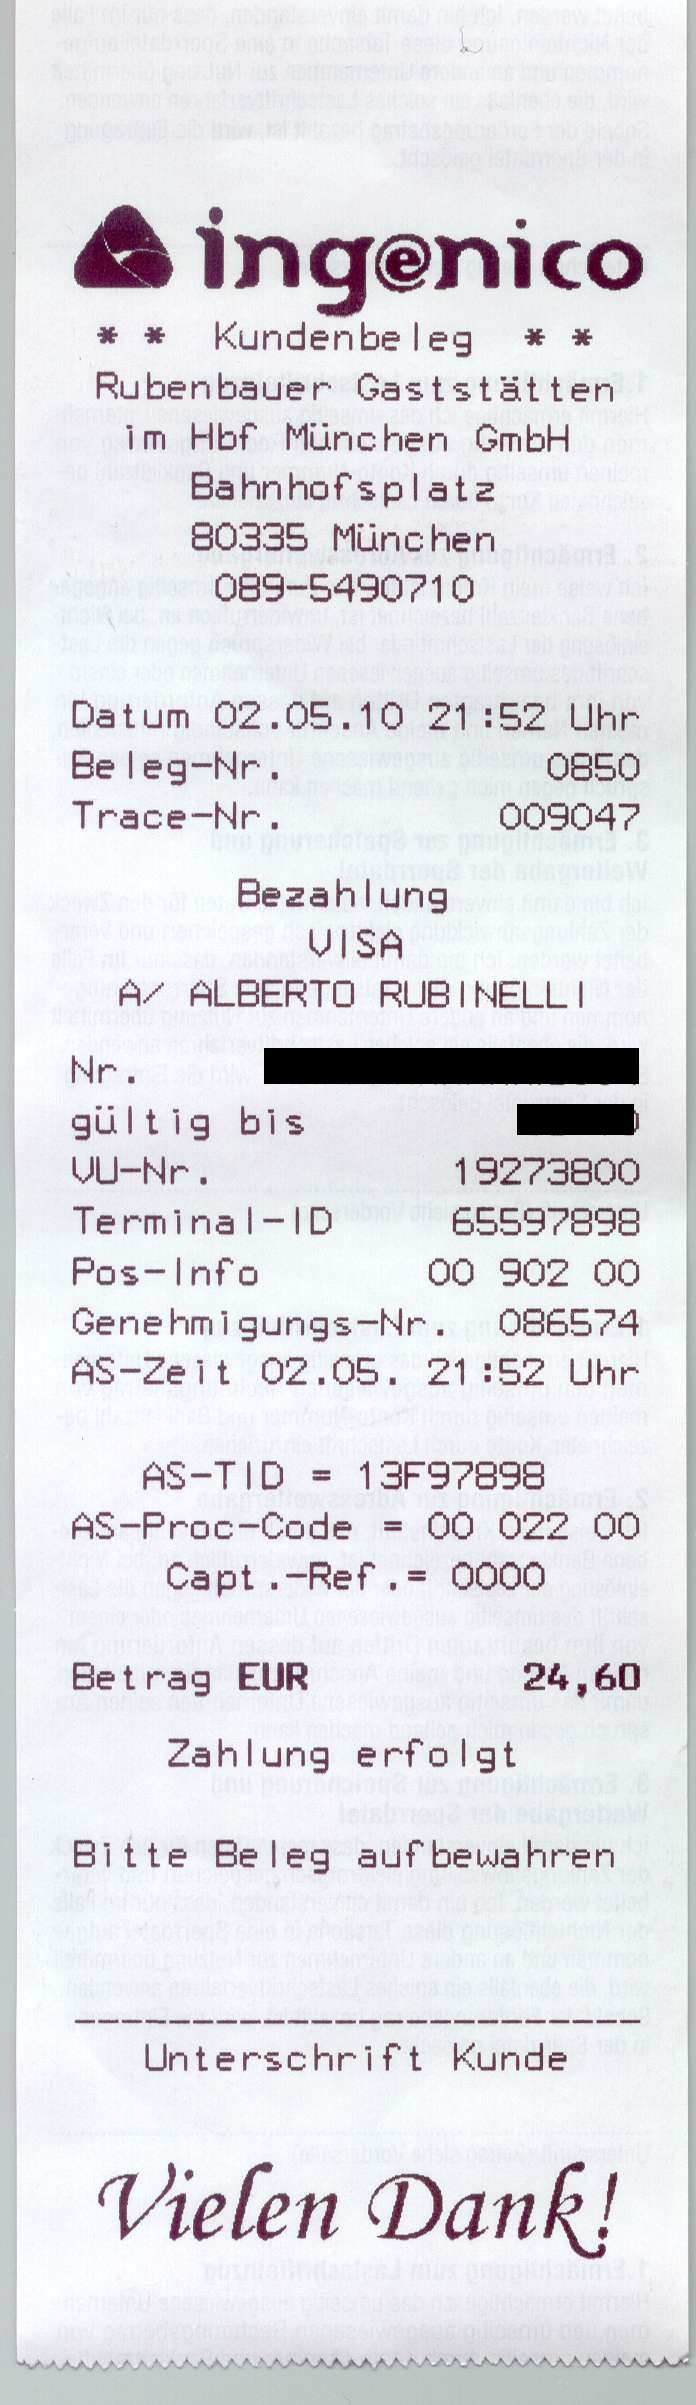 ingenico
* * Kundenbeleg * *
Rubenbauer Gaststätten
im Hbf München GmbH
Bahnhofsplatz
80335 München
089-5490710
Datum 02.05.10 21:52 Uhr
Beleg-Nr. 0850
Trace-Nr. 009047
Bezahlung
VISA
A/ ALBERTO RUBINELLI
Nr.
gültig bis
VU-Nr. 19273800
Terminal-ID 65597898
Pos-Info 00 902 00
Genehmigungs-Nr. 086574
AS-Zeit 02.05. 21:52 Uhr
AS-TID = 13F97898
AS-Proc-Code = 00 022 00
Capt.-Ref = 0000
Betrag EUR 24,60
Zahlung erfolgt
Bitte Beleg aufbewahren
Unterschrift Kunde
Vielen Dank!